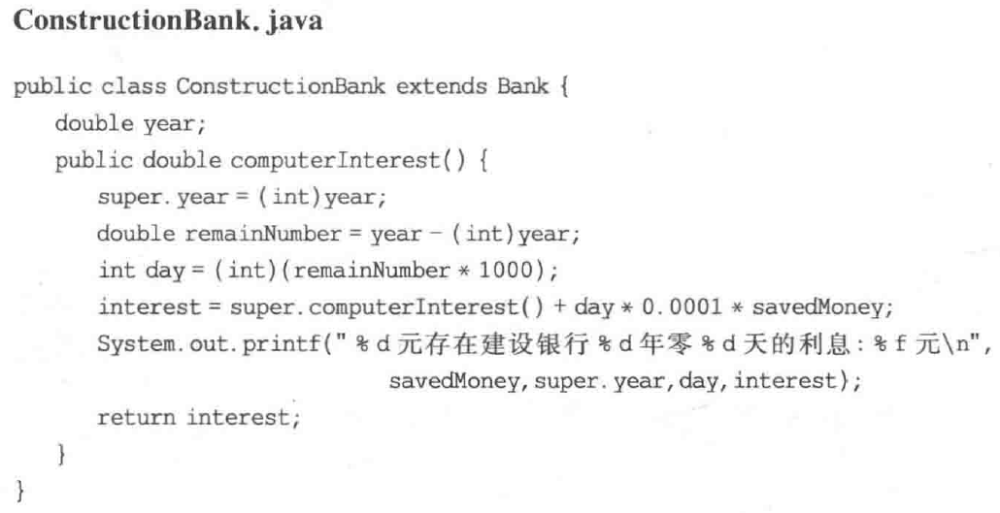 ConstructionBank.java
public class ConstructionBank extends Bank {
double year;
public double computerInterest() {
super.year = (int)year;
double remainNumber = year - (int)year;
int day = (int)(remainNumber * 1000);
interest = super.computerInterest() + day * 0.0001 * savedMoney;
System.out.printf("%d元存在建设银行%d年零%d天的利息:%f元\n",
savedMoney,super.year,day,interest);
return interest;
}
}